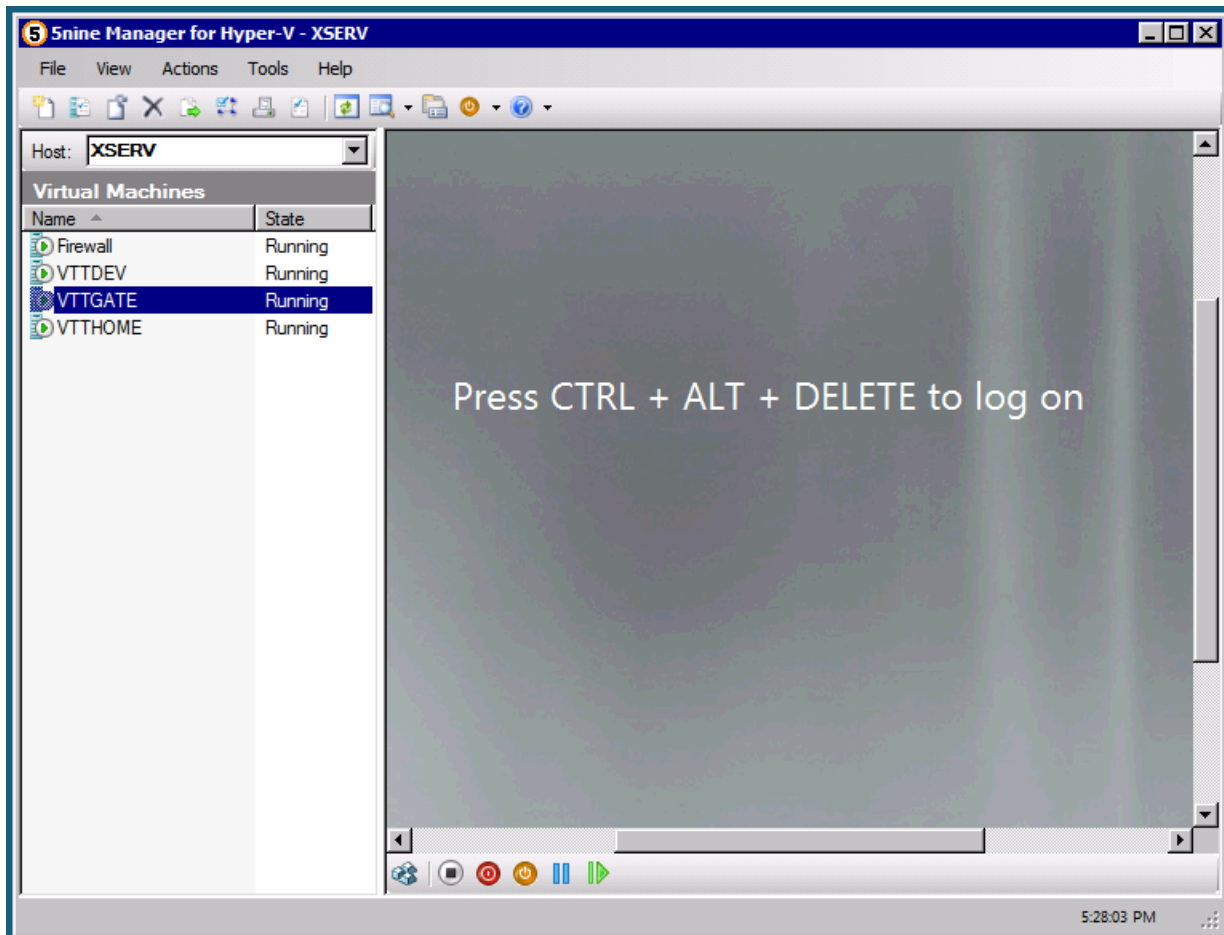 5nine Manager for Hyper-V - XSERV
File View Actions Tools Help
Host: XSERV
Virtual Machines
Name State
Firewall Running
VTTDEV Running
VTTGATE Running
VTTHOME Running
Press CTRL + ALT + DELETE to log on
5:28:03 PM